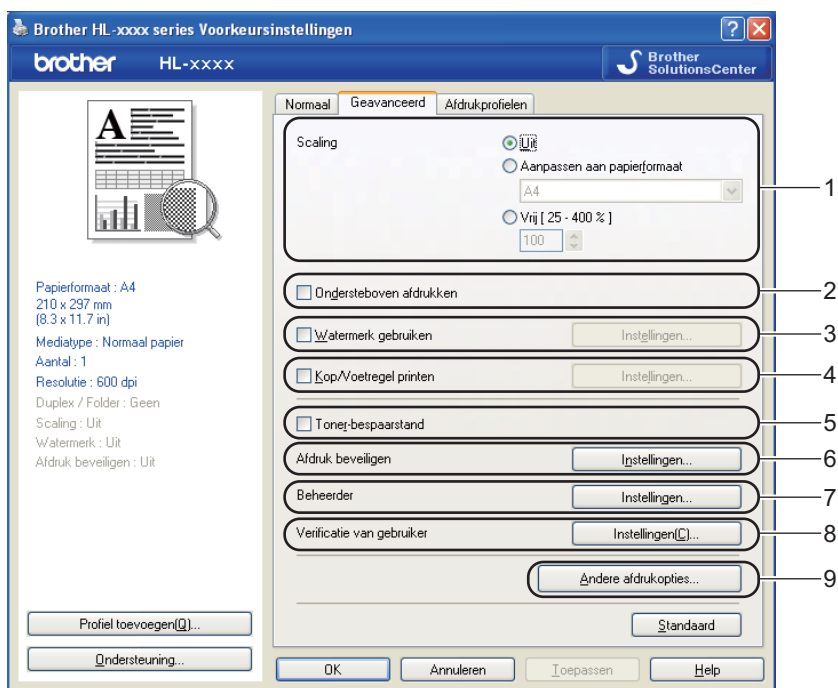 Brother HL-xxxx series Voorkeursinstellingen
brother HL-xxxx
Brother
SolutionsCenter
A
Papierformaat : A4
210 x 297 mm
(8.3 x 11.7 in)
Mediatype : Normaal papier
Aantal : 1
Resolutie : 600 dpi
Duplex / Folder : Geen
Scaling : Uit
Watermerk : Uit
Afdruk beveiligen : Uit
Profiel toevoegen(Q)...
Ondersteuning...
Normaal Geavanceerd Afdrukprofielen
Scaling
Uit
Aanpassen aan papierformaat
A4
Vrij [ 25 - 400 % ]
100
1
Ondersteboven afdrukken
2
Watermerk gebruiken Instellingen...
3
Kop/Voetregel printen Instellingen...
4
Toner-bespaarstand
5
Afdruk beveiligen Instellingen...
6
Beheerder Instellingen...
7
Verificatie van gebruiker Instellingen(C)...
8
Andere afdrukopties...
9
Standaard
OK Annuleren Toepassen Help